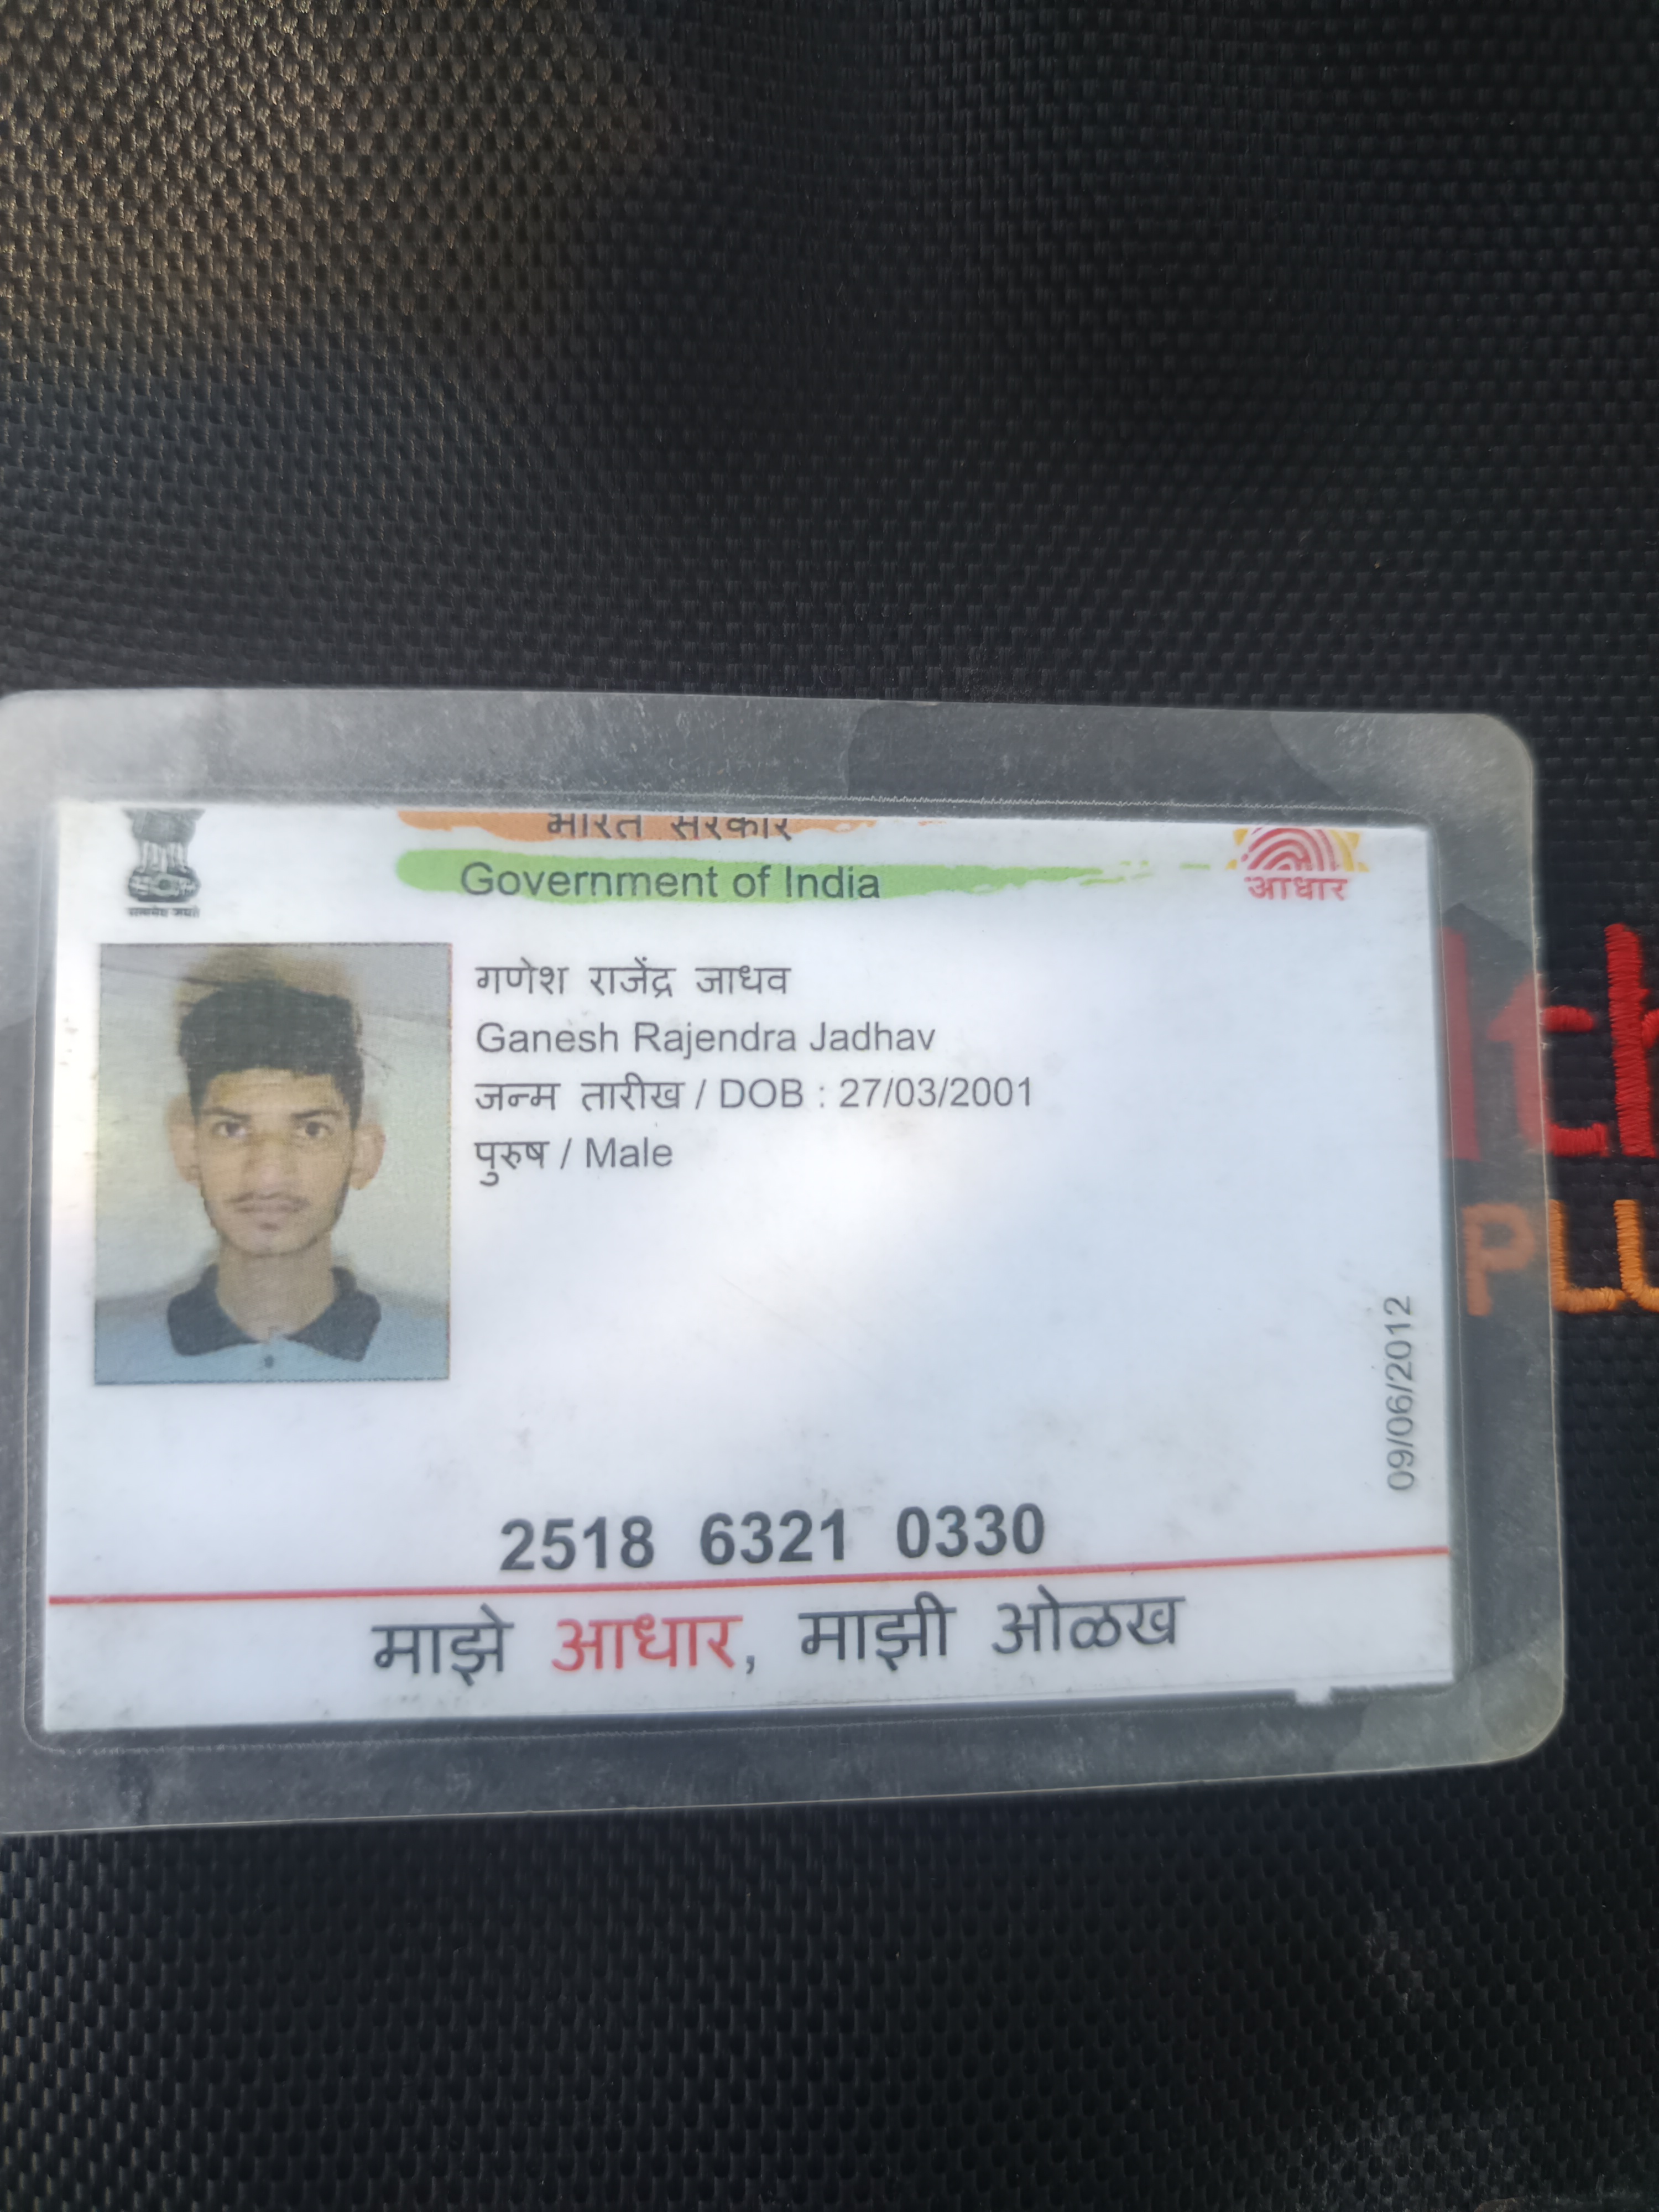 भारत सरकार
Government of India
आधार
गणेश राजेंद्र जाधव
Ganesh Rajendra Jadhav
जन्म तारीख / DOB : 27/03/2001
पुरुष / Male
09/06/2012
2518 6321 0330
माझे आधार, माझी ओळख